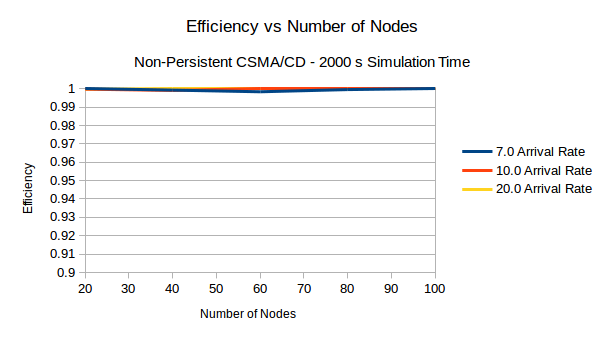 Efficiency vs Number of Nodes
Non-Persistent CSMA/CD - 2000 s Simulation Time
Efficiency
1
0.99
0.98
0.97
0.96
0.95
0.94
0.93
0.92
0.91
0.9
20 30 40 50 60 70 80 90 100
Number of Nodes
7.0 Arrival Rate
10.0 Arrival Rate
20.0 Arrival Rate